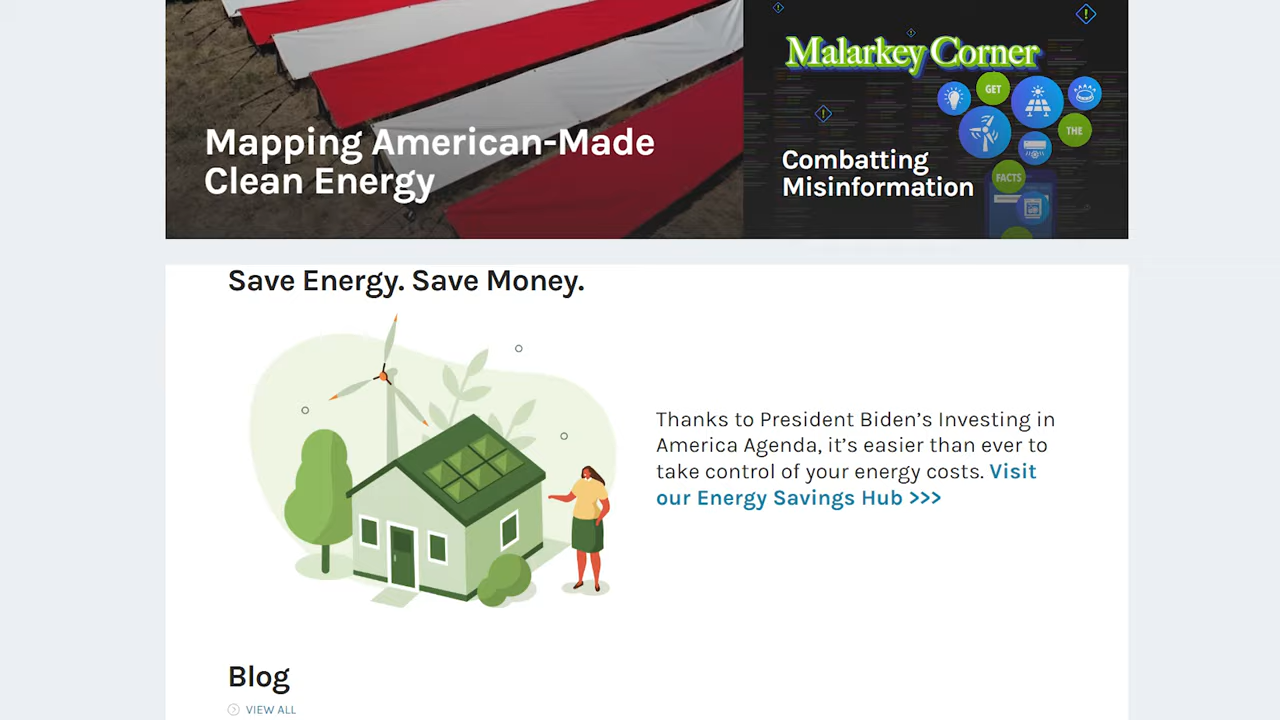 Mapping American-Made
Clean Energy
Malarkey Corner
GET
THE
FACTS
Combatting
Misinformation
Save Energy. Save Money.
Thanks to President Biden’s Investing in
America Agenda, it’s easier than ever to
take control of your energy costs. Visit
our Energy Savings Hub >>>
Blog
VIEW ALL